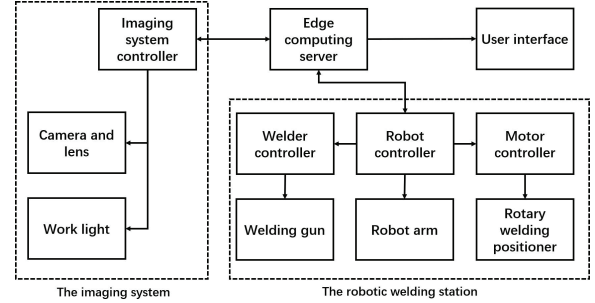 Imaging
system
controller
Edge
computing
server
User interface
Camera and
lens
Welder
controller
Robot
controller
Motor
controller
Work light
Welding gun
Robot arm
Rotary
welding
positioner
The imaging system
The robotic welding station